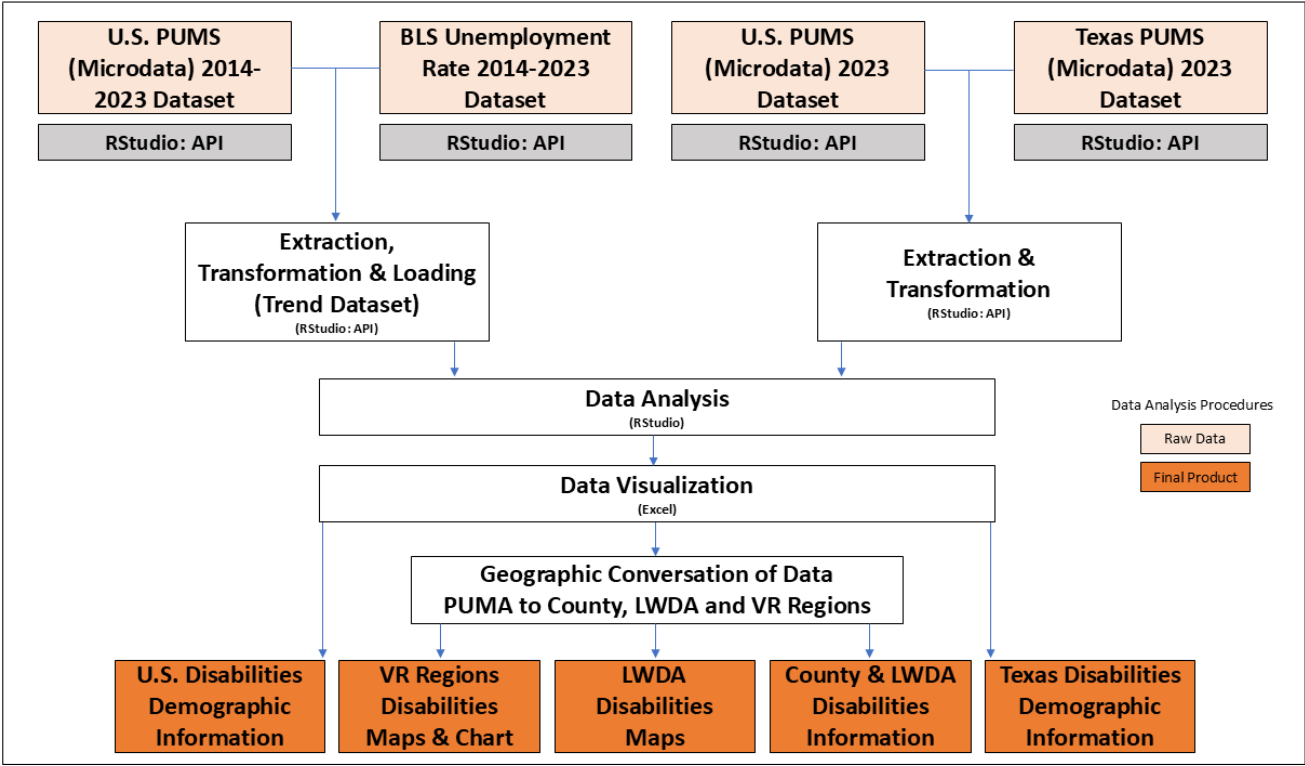 U.S. PUMS
(Microdata) 2014-
2023 Dataset
RStudio: API
BLS Unemployment
Rate 2014-2023
Dataset
RStudio: API
U.S. PUMS
(Microdata) 2023
Dataset
RStudio: API
Texas PUMS
(Microdata) 2023
Dataset
RStudio: API
Extraction,
Transformation & Loading
(Trend Dataset)
(RStudio: API)
Extraction &
Transformation
(RStudio: API)
Data Analysis
(RStudio)
Data Visualization
(Excel)
Data Analysis Procedures
Raw Data
Final Product
Geographic Conversation of Data
PUMA to County, LWDA and VR Regions
U.S. Disabilities
Demographic
Information
VR Regions
Disabilities
Maps & Chart
LWDA
Disabilities
Maps
County & LWDA
Disabilities
Information
Texas Disabilities
Demographic
Information